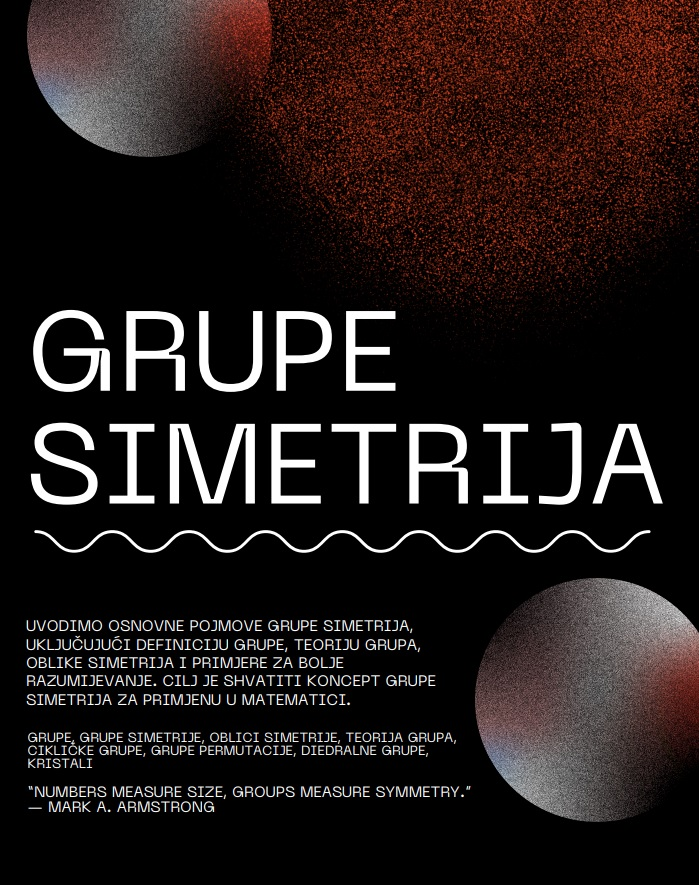 GRUPE
SIMETRIJA
UVODIMO OSNOVNE POJMOVE GRUPE SIMETRIJA,
UKLJUČUJUĆI DEFINICIJU GRUPE, TEORIJU GRUPA,
OBLIKE SIMETRIJA I PRIMJERE ZA BOLJE
RAZUMIJEVANJE. CILJ JE SHVATITI KONCEPT GRUPE
SIMETRIJA ZA PRIMJENU U MATEMATICI.
GRUPE, GRUPE SIMETRIJE, OBLICI SIMETRIJE, TEORIJA GRUPA,
CIKLIČKE GRUPE, GRUPE PERMUTACIJE, DIEDRALNE GRUPE,
KRISTALI
"NUMBERS MEASURE SIZE, GROUPS MEASURE SYMMETRY."
— MARK A. ARMSTRONG